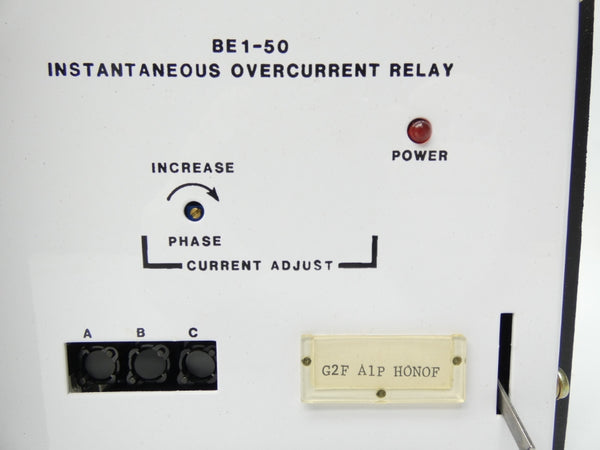 BE1-50
INSTANTANEOUS OVERCURRENT RELAY
POWER
INCREASE
PHASE
CURRENT ADJUST
A B C
G2F A1P HONOF